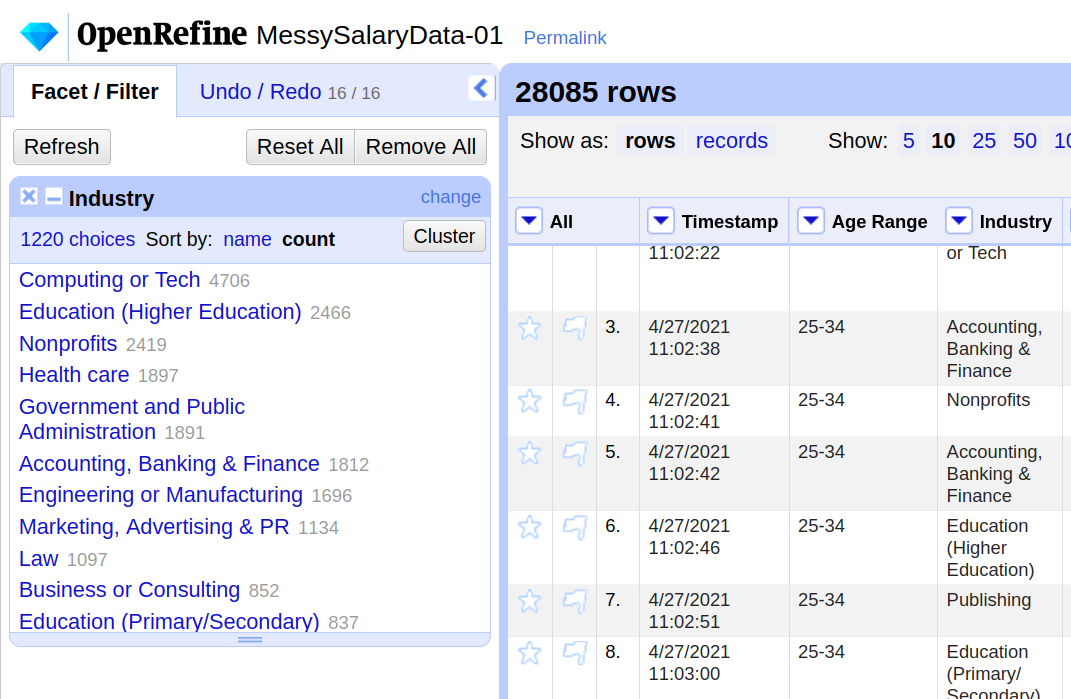 OpenRefine MessySalaryData-01 Permalink
Facet / Filter Undo / Redo 16 / 16
Refresh Reset All Remove All
Industry change
1220 choices Sort by: name count Cluster
Computing or Tech 4706
Education (Higher Education) 2466
Nonprofits 2419
Health care 1897
Government and Public
Administration 1891
Accounting, Banking & Finance 1812
Engineering or Manufacturing 1696
Marketing, Advertising & PR 1134
Law 1097
Business or Consulting 852
Education (Primary/Secondary) 837
28085 rows
Show as: rows records Show: 5 10 25 50 10
All Timestamp Age Range Industry
11:02:22 or Tech
3. 4/27/2021 25-34 Accounting,
11:02:38 Banking &
Finance
4. 4/27/2021 25-34 Nonprofits
11:02:41
5. 4/27/2021 25-34 Accounting,
11:02:42 Banking &
Finance
6. 4/27/2021 25-34 Education
11:02:46 (Higher
Education)
7. 4/27/2021 25-34 Publishing
11:02:51
8. 4/27/2021 25-34 Education
11:03:00 (Primary/
Secondary)